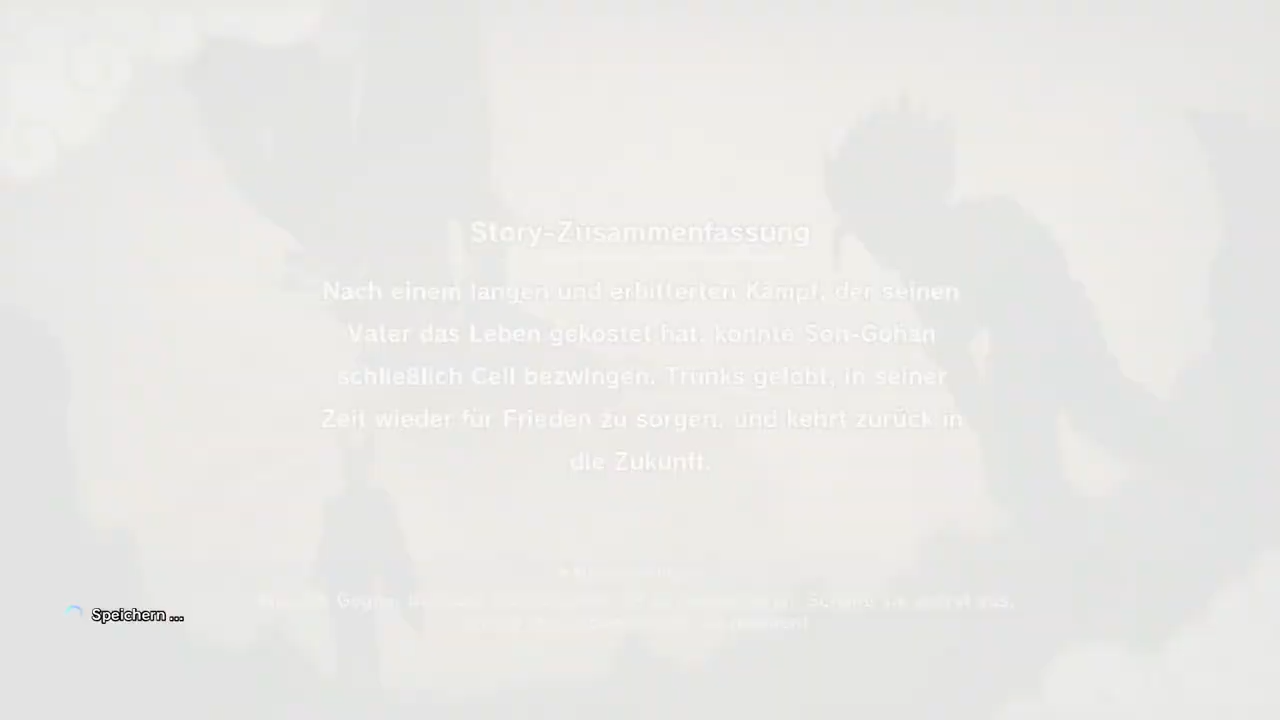 Story-Zusammenfassung
Nach einem langen und erbitterten Kampf, der seinen
Vater das Leben gekostet hat, konnte Son-Gohan
schließlich Cell bezwingen. Trunks gelobt, in seiner
Zeit wieder für Frieden zu sorgen, und kehrt zurück in
die Zukunft.
Speichern ...